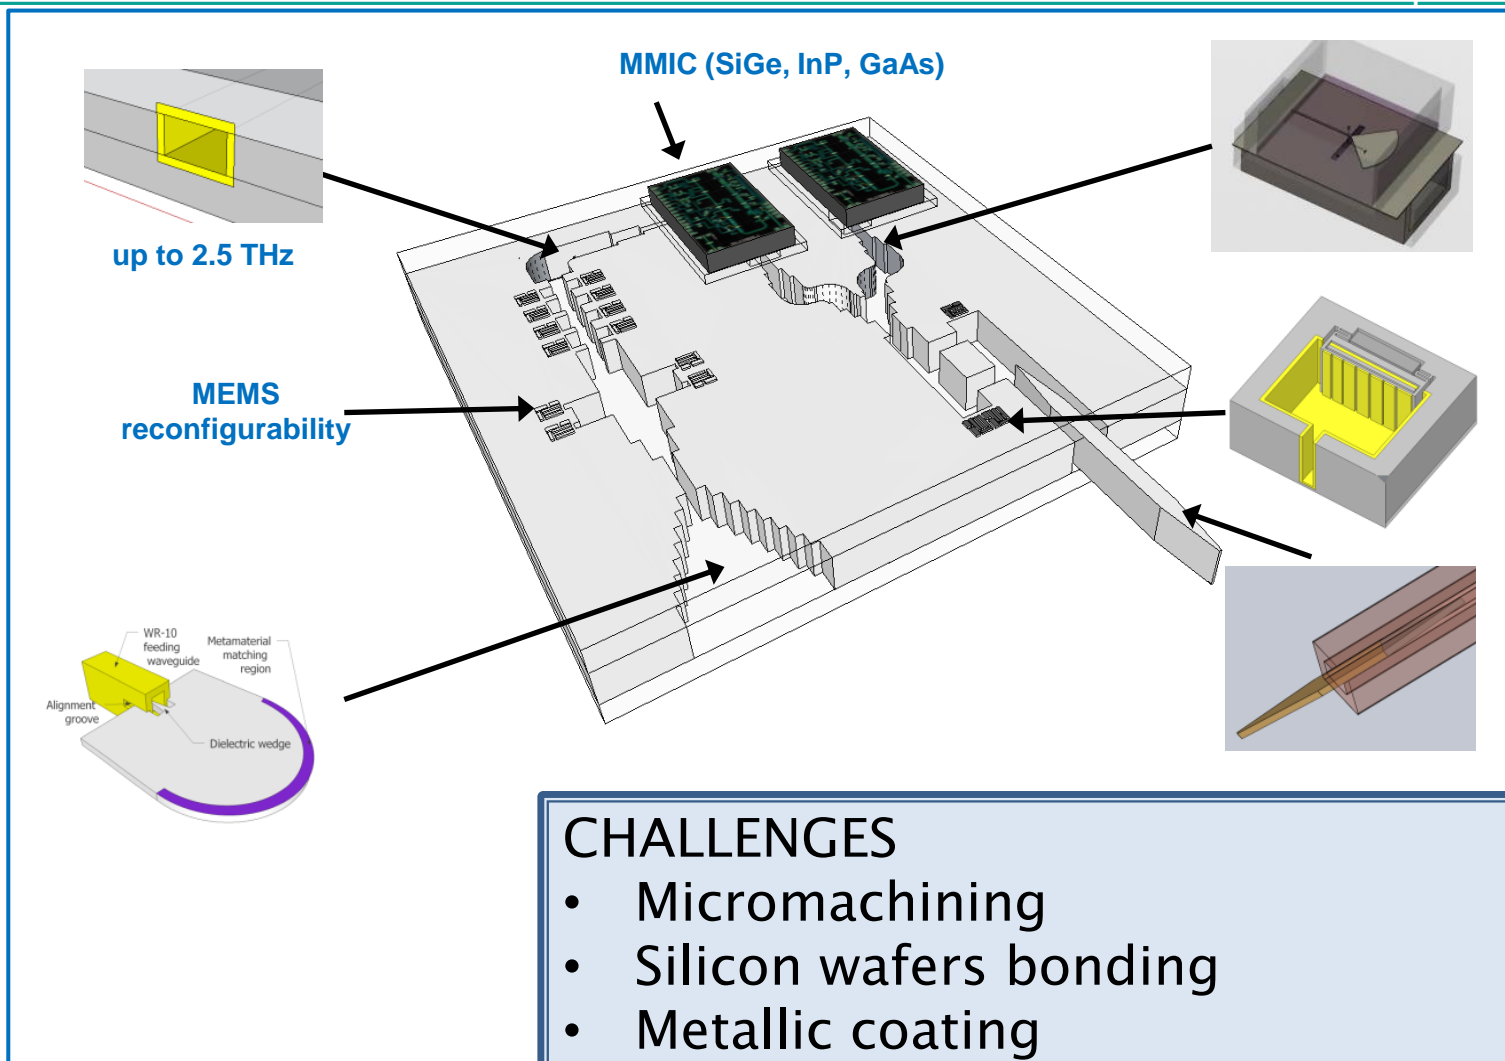 MMIC (SiGe, InP, GaAs)
up to 2.5 THz
MEMS
reconfigurability
WR-10
feeding
waveguide
Metamaterial
matching
region
Alignment
groove
Dielectric wedge
CHALLENGES
• Micromachining
• Silicon wafers bonding
• Metallic coating